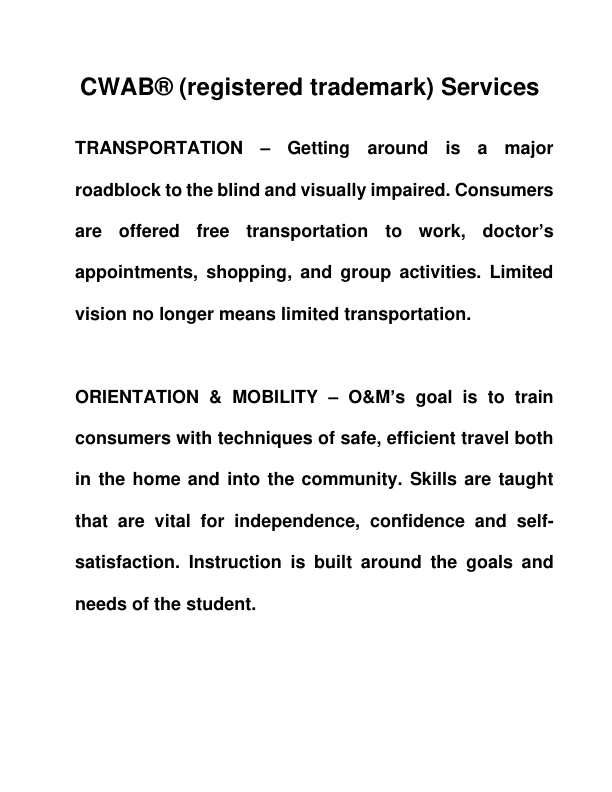 CWAB® (registered trademark) Services
TRANSPORTATION – Getting around is a major
roadblock to the blind and visually impaired. Consumers
are offered free transportation to work, doctor’s
appointments, shopping, and group activities. Limited
vision no longer means limited transportation.
ORIENTATION & MOBILITY – O&M’s goal is to train
consumers with techniques of safe, efficient travel both
in the home and into the community. Skills are taught
that are vital for independence, confidence and self-
satisfaction. Instruction is built around the goals and
needs of the student.